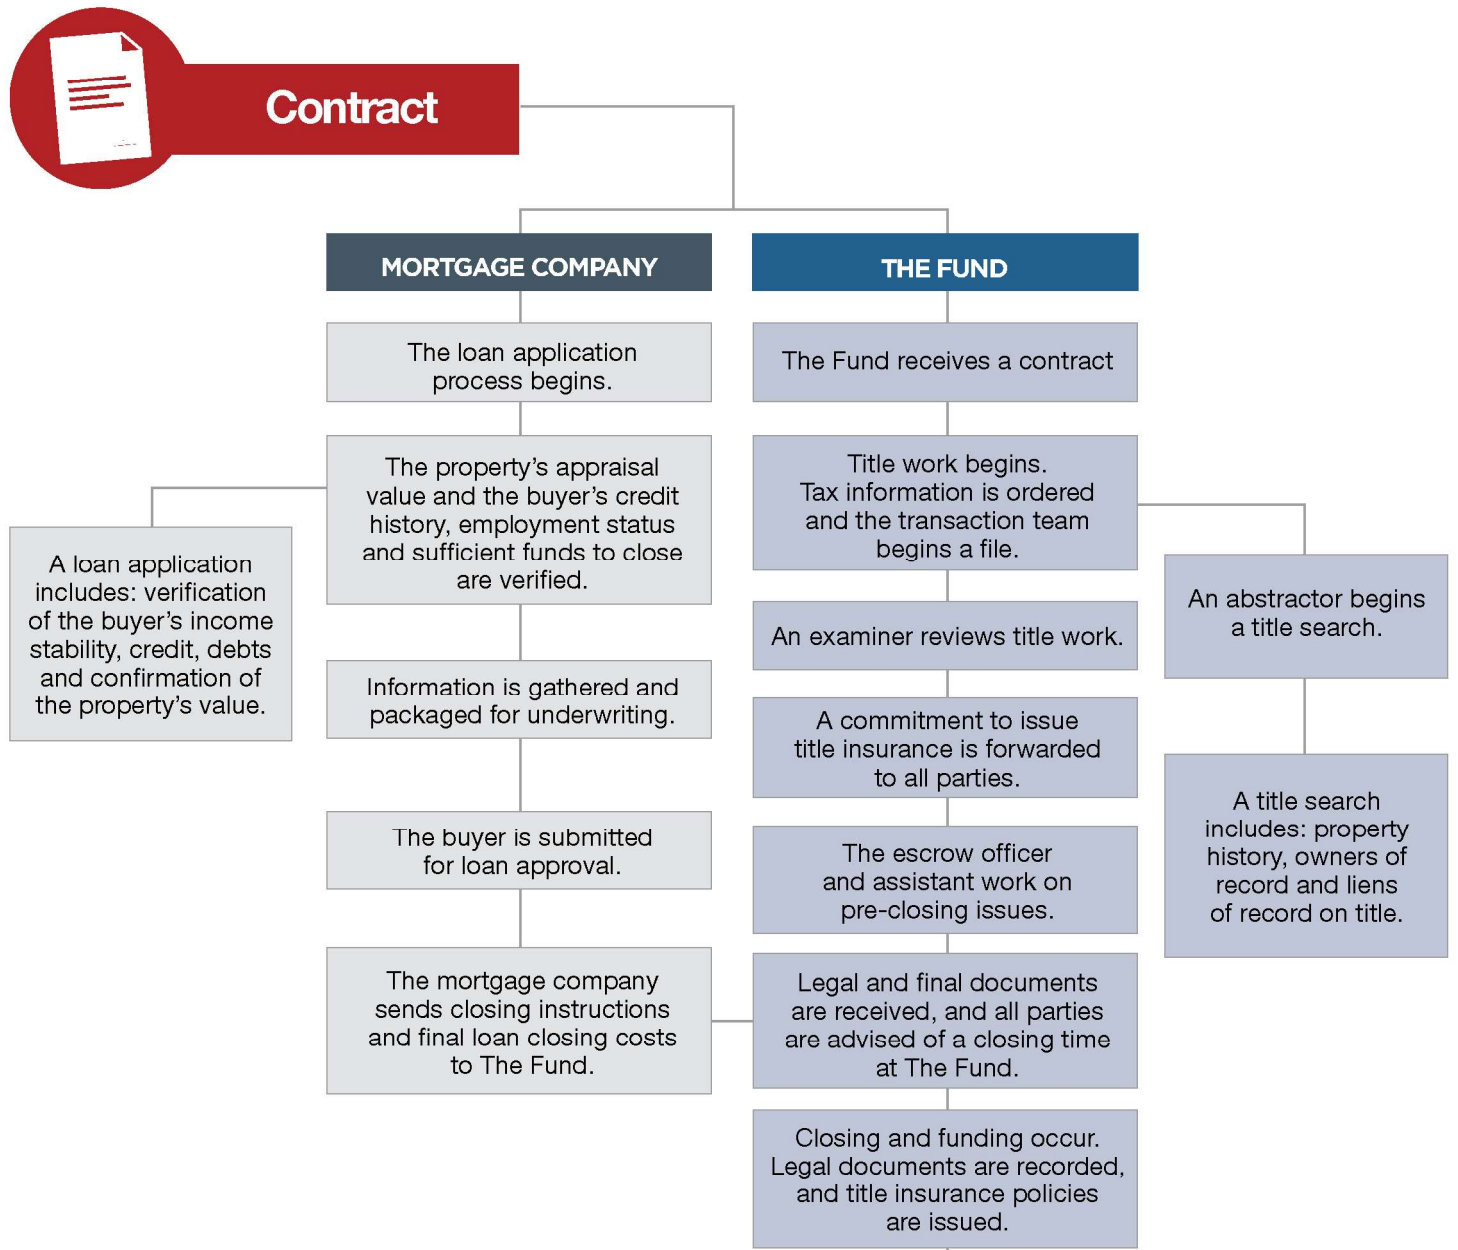 Contract
MORTGAGE COMPANY
The loan application
process begins.
The property's appraisal
value and the buyer's credit
history, employment status
and sufficient funds to close
are verified.
A loan application
includes: verification
of the buyer's income
stability, credit, debts
and confirmation of
the property's value.
Information is gathered and
packaged for underwriting.
The buyer is submitted
for loan approval.
The mortgage company
sends closing instructions
and final loan closing costs
to The Fund.
THE FUND
The Fund receives a contract
Title work begins.
Tax information is ordered
and the transaction team
begins a file.
An abstractor begins
a title search.
A title search
includes: property
history, owners of
record and liens
of record on title.
An examiner reviews title work.
A commitment to issue
title insurance is forwarded
to all parties.
The escrow officer
and assistant work on
pre-closing issues.
Legal and final documents
are received, and all parties
are advised of a closing time
at The Fund.
Closing and funding occur.
Legal documents are recorded,
and title insurance policies
are issued.